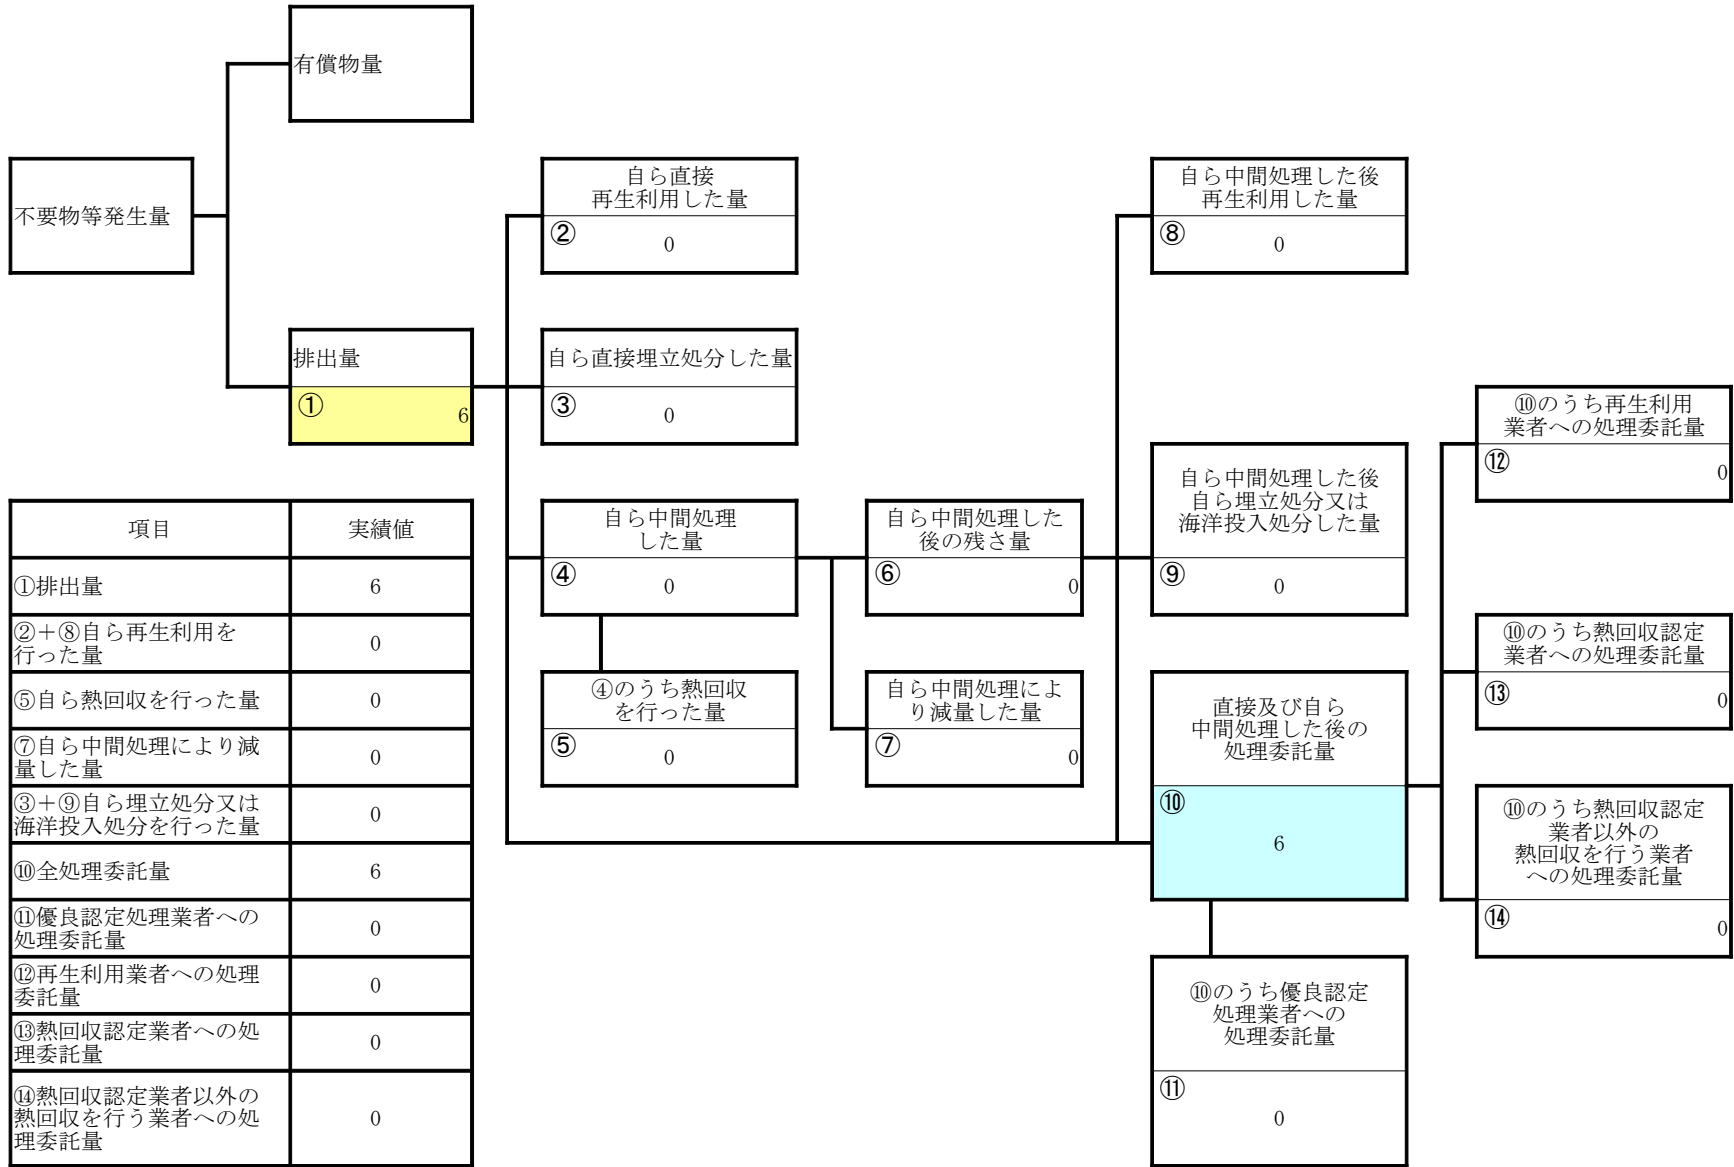 有償物量
不要物等発生量
自ら直接
再生利用した量
②
0
自ら中間処理した後
再生利用した量
⑧
0
排出量
①
6
自ら直接埋立処分した量
③
0
⑩のうち再生利用
業者への処理委託量
⑫
0
自ら中間処理
した量
④
0
自ら中間処理した
後の残さ量
⑥
0
自ら中間処理した後
自ら埋立処分又は
海洋投入処分した量
⑨
0
⑩のうち熱回収認定
業者への処理委託量
⑬
0
④のうち熱回収
を行った量
⑤
0
自ら中間処理によ
り減量した量
⑦
0
直接及び自ら
中間処理した後の
処理委託量
⑩
6
⑩のうち熱回収認定
業者以外の
熱回収を行う業者
への処理委託量
⑭
0
⑩のうち優良認定
処理業者への
処理委託量
⑪
0
項目 実績値
①排出量 6
②＋⑧自ら再生利用を
行った量 0
⑤自ら熱回収を行った量 0
⑦自ら中間処理により減
量した量 0
③＋⑨自ら埋立処分又は
海洋投入処分を行った量 0
⑩全処理委託量 6
⑪優良認定処理業者への
処理委託量 0
⑫再生利用業者への処理
委託量 0
⑬熱回収認定業者への処
理委託量 0
⑭熱回収認定業者以外の
熱回収を行う業者への処
理委託量 0